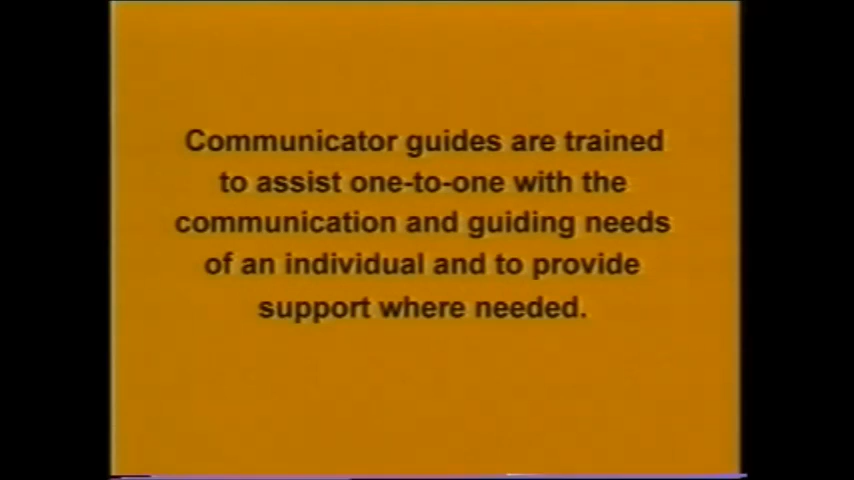 Communicator guides are trained
to assist one-to-one with the
communication and guiding needs
of an individual and to provide
support where needed.